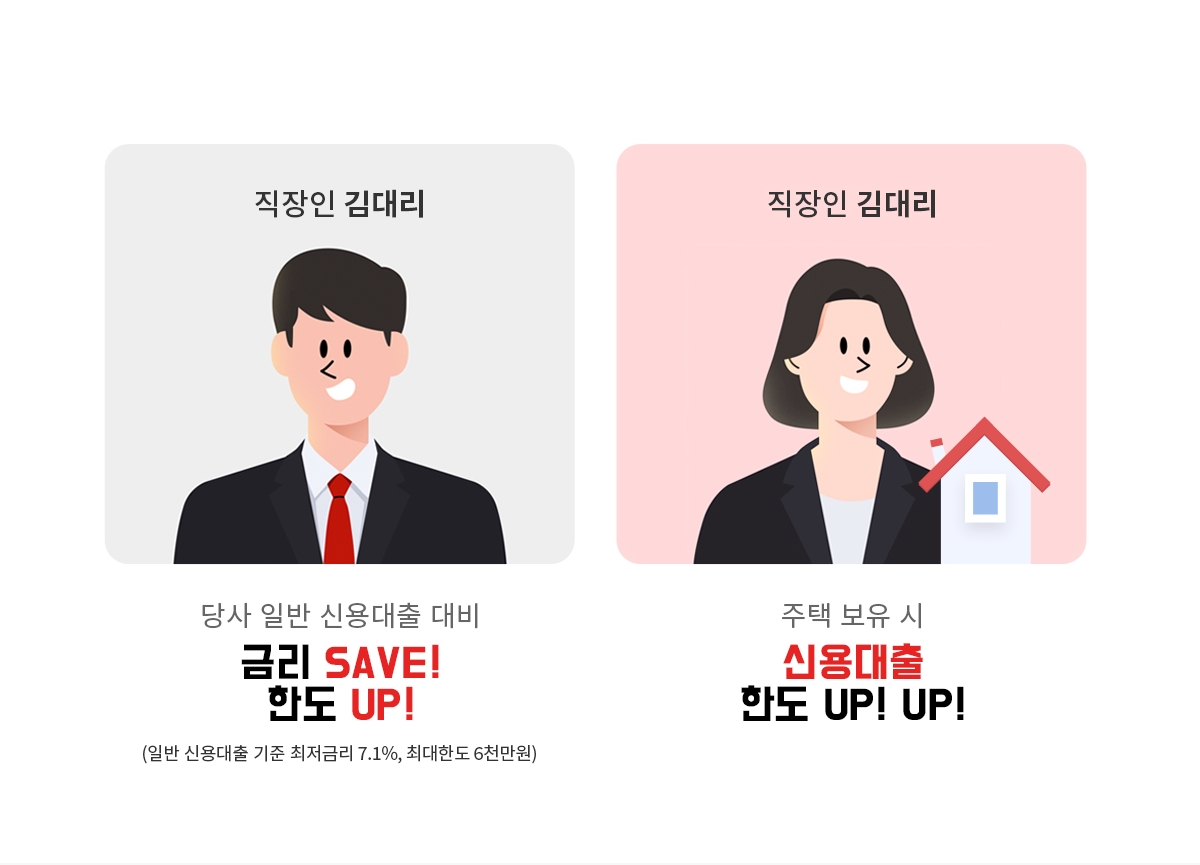 직장인 김대리
당사 일반 신용대출 대비
금리 SAVE!
한도 UP!
(일반 신용대출 기준 최저금리 7.1%, 최대한도 6천만원)
직장인 김대리
주택 보유 시
신용대출
한도 UP! UP!